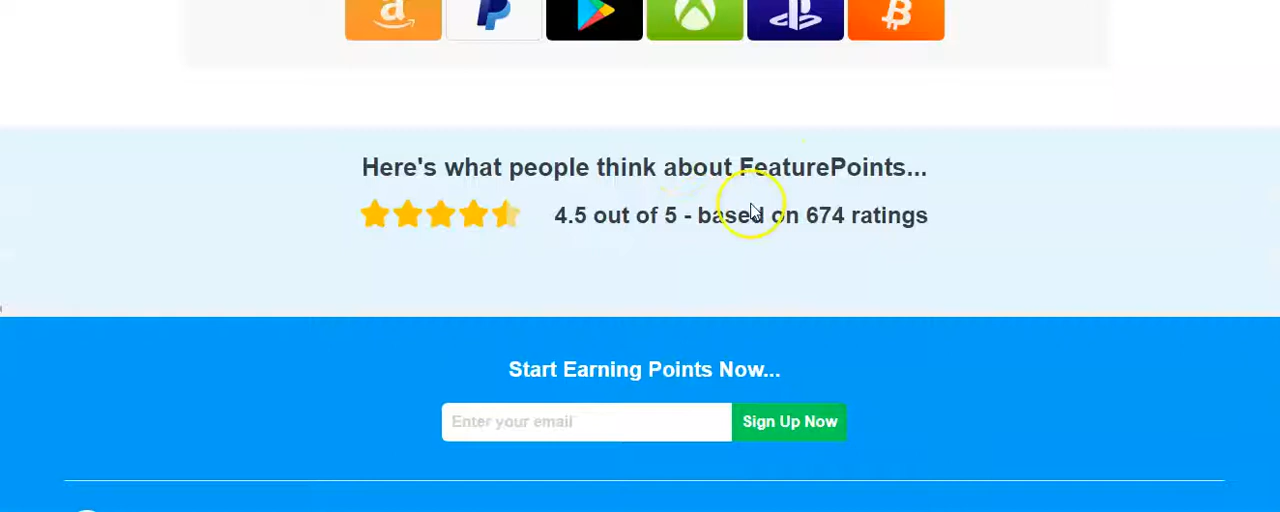 Here's what people think about FeaturePoints...
4.5 out of 5 - based on 674 ratings
Start Earning Points Now...
Enter your email
Sign Up Now